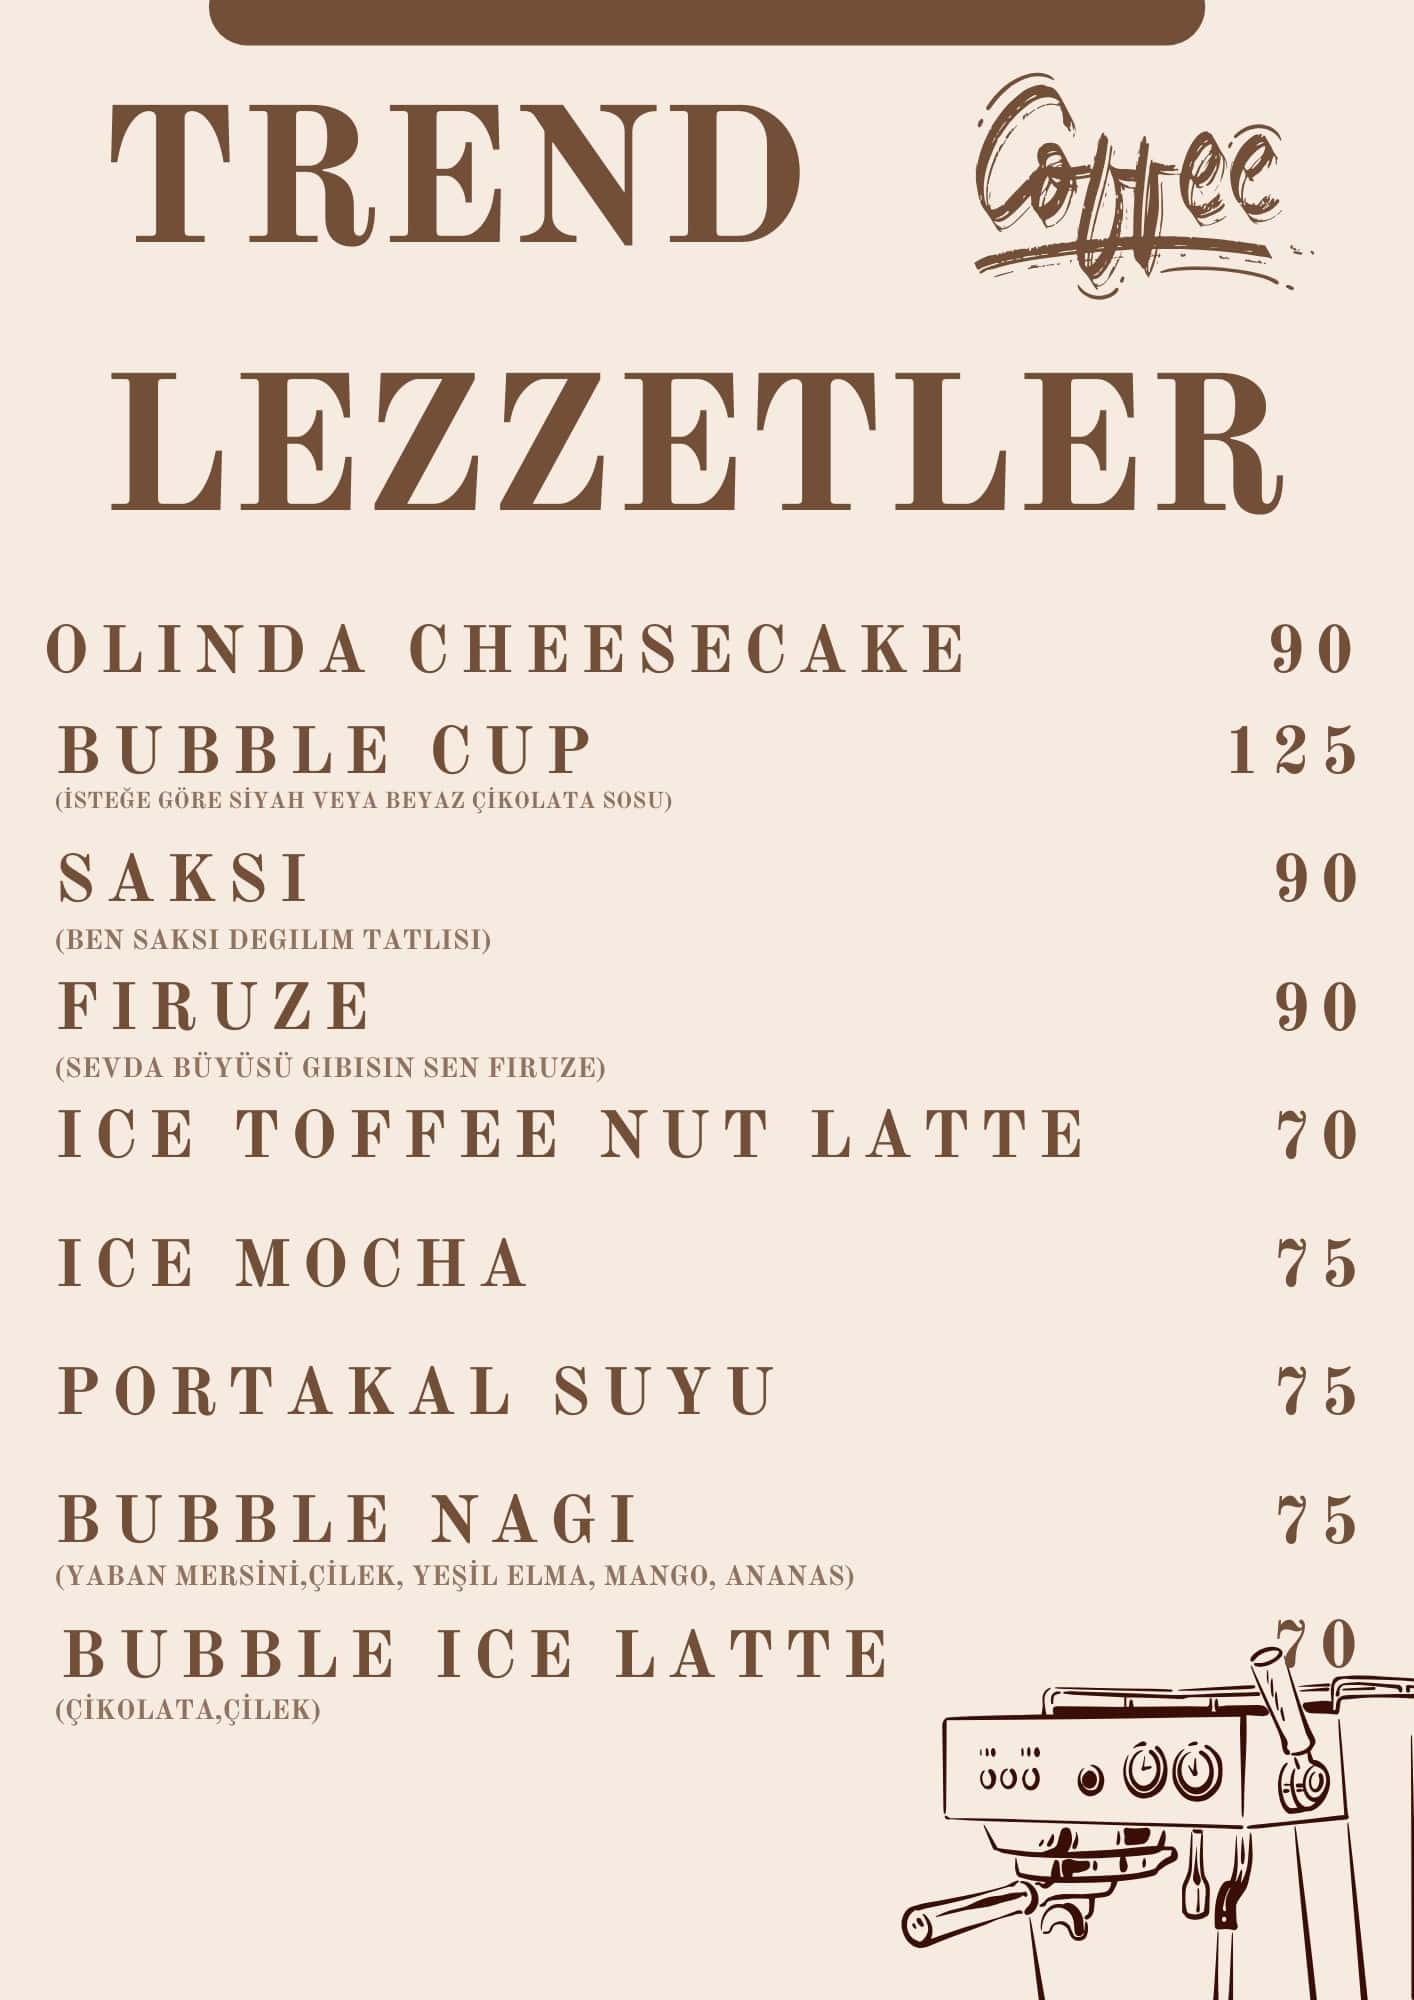 TREND
Coffee
LEZZETLER
OLINDA CHEESECAKE 90
BUBBLE CUP 125
(İSTEĞE GÖRE SİYAH VEYA BEYAZ ÇİKOLATA SOSU)
SAKSI 90
(BEN SAKSI DEGILIM TATLISI)
FIRUZE 90
(SEVDA BÜYÜSÜ GIBISIN SEN FIRUZE)
ICE TOFFEE NUT LATTE 70
ICE MOCHA 75
PORTAKAL SUYU 75
BUBBLE NAGI 75
(YABAN MERSİNİ,ÇİLEK, YEŞİL ELMA, MANGO, ANANAS)
BUBBLE ICE LATTE 70
(ÇİKOLATA,ÇİLEK)